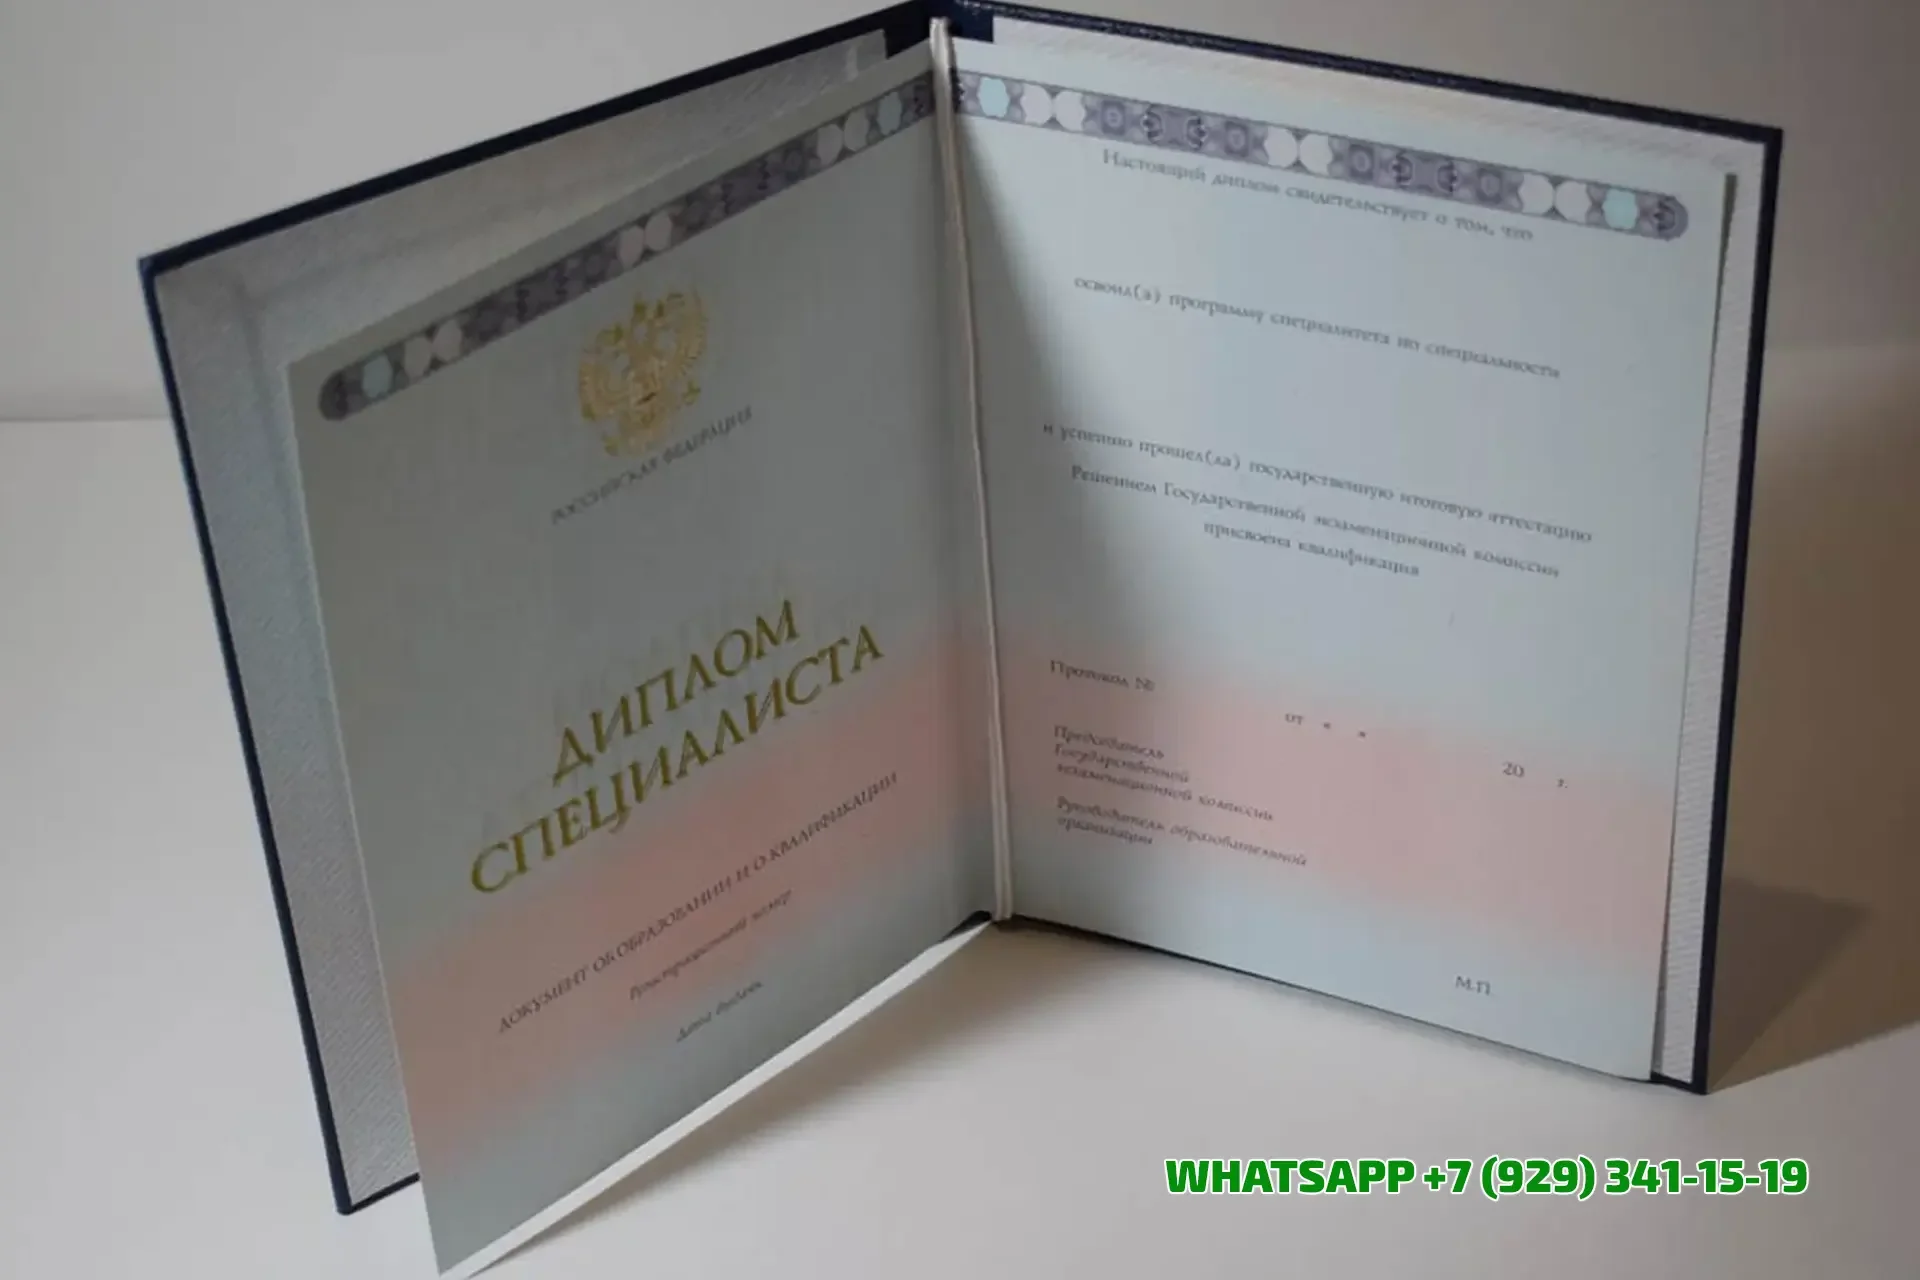 РОССИЙСКАЯ ФЕДЕРАЦИЯ
ДИПЛОМ
СПЕЦИАЛИСТА
ДОКУМЕНТ ОБ ОБРАЗОВАНИИ И О КВАЛИФИКАЦИИ
Регистрационный номер
Дата выдачи
Настоящий диплом свидетельствует о том, что
освоил(а) программу специалитета по специальности
и успешно прошел(ла) государственную итоговую аттестацию
Решением Государственной экзаменационной комиссии
присвоена квалификация
Протокол №
от « »
20 г.
Председатель
Государственной
экзаменационной комиссии
Руководитель образовательной
организации
М.П.
WHATSAPP +7 (929) 341-15-19